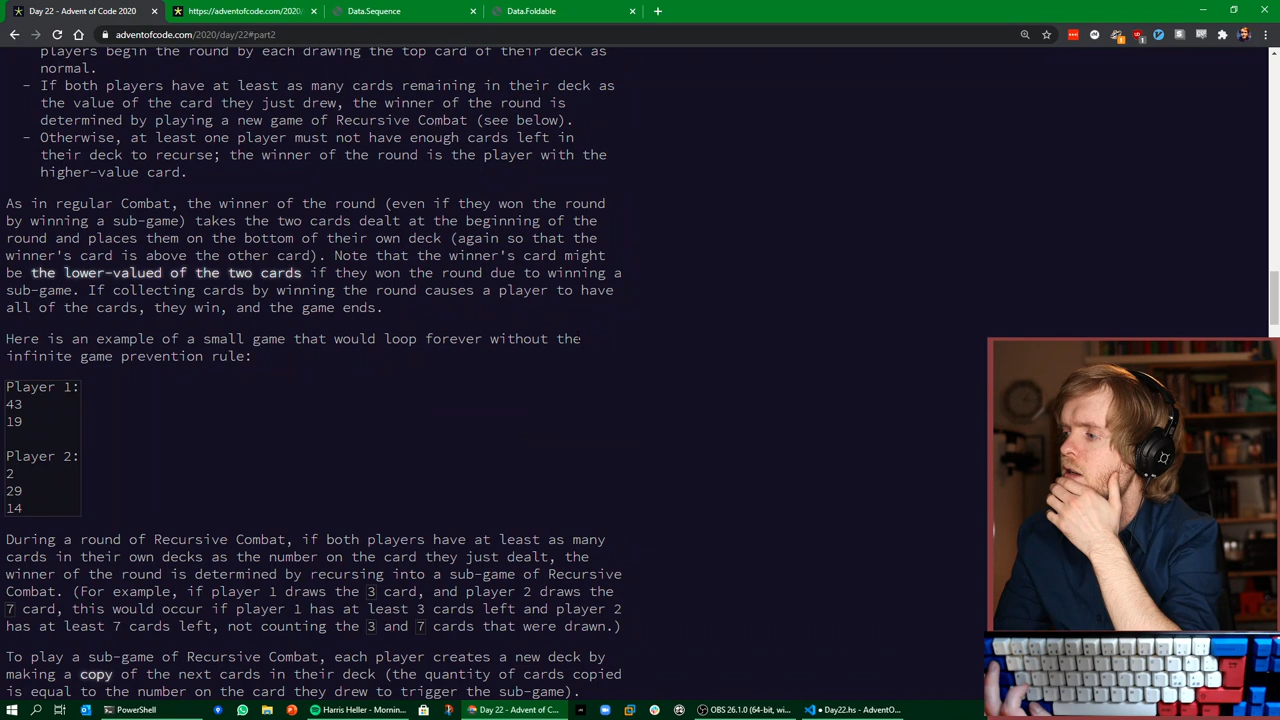 Day 22 - Advent of Code 2020
https://adventofcode.com/2020/
Data.Sequence
Data.Foldable
adventofcode.com/2020/day/22#part2
players begin the round by each drawing the top card of their deck as
normal.
- If both players have at least as many cards remaining in their deck as
the value of the card they just drew, the winner of the round is
determined by playing a new game of Recursive Combat (see below).
- Otherwise, at least one player must not have enough cards left in
their deck to recurse; the winner of the round is the player with the
higher-value card.
As in regular Combat, the winner of the round (even if they won the round
by winning a sub-game) takes the two cards dealt at the beginning of the
round and places them on the bottom of their own deck (again so that the
winner's card is above the other card). Note that the winner's card might
be the lower-valued of the two cards if they won the round due to winning a
sub-game. If collecting cards by winning the round causes a player to have
all of the cards, they win, and the game ends.
Here is an example of a small game that would loop forever without the
infinite game prevention rule:
Player 1:
43
19
Player 2:
2
29
14
During a round of Recursive Combat, if both players have at least as many
cards in their own decks as the number on the card they just dealt, the
winner of the round is determined by recursing into a sub-game of Recursive
Combat. (For example, if player 1 draws the 3 card, and player 2 draws the
7 card, this would occur if player 1 has at least 3 cards left and player 2
has at least 7 cards left, not counting the 3 and 7 cards that were drawn.)
To play a sub-game of Recursive Combat, each player creates a new deck by
making a copy of the next cards in their deck (the quantity of cards copied
is equal to the number on the card they drew to trigger the sub-game).
PowerShell
Harris Heller - Mornin...
Day 22 - Advent of C...
OBS 26.1.0 (64-bit, wi...
● Day22.hs - AdventO...